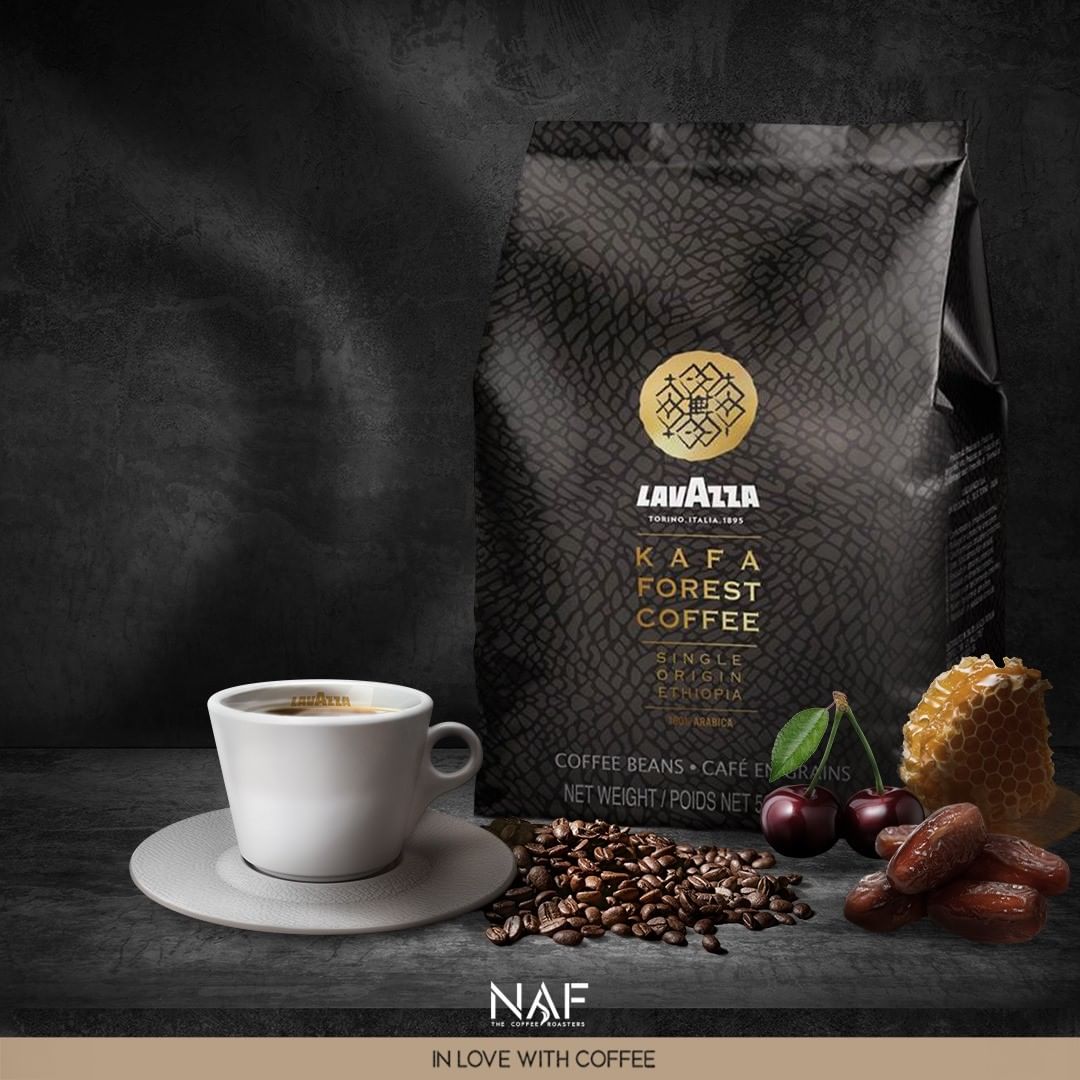 LAVAZZA
TORINO, ITALIA, 1895
KAFA
FOREST
COFFEE
SINGLE
ORIGIN
ETHIOPIA
100% ARABICA
COFFEE BEANS • CAFÉ EN GRAINS
NET WEIGHT / POIDS NET
LAVAZZA
NAF
THE COFFEE ROASTERS
IN LOVE WITH COFFEE